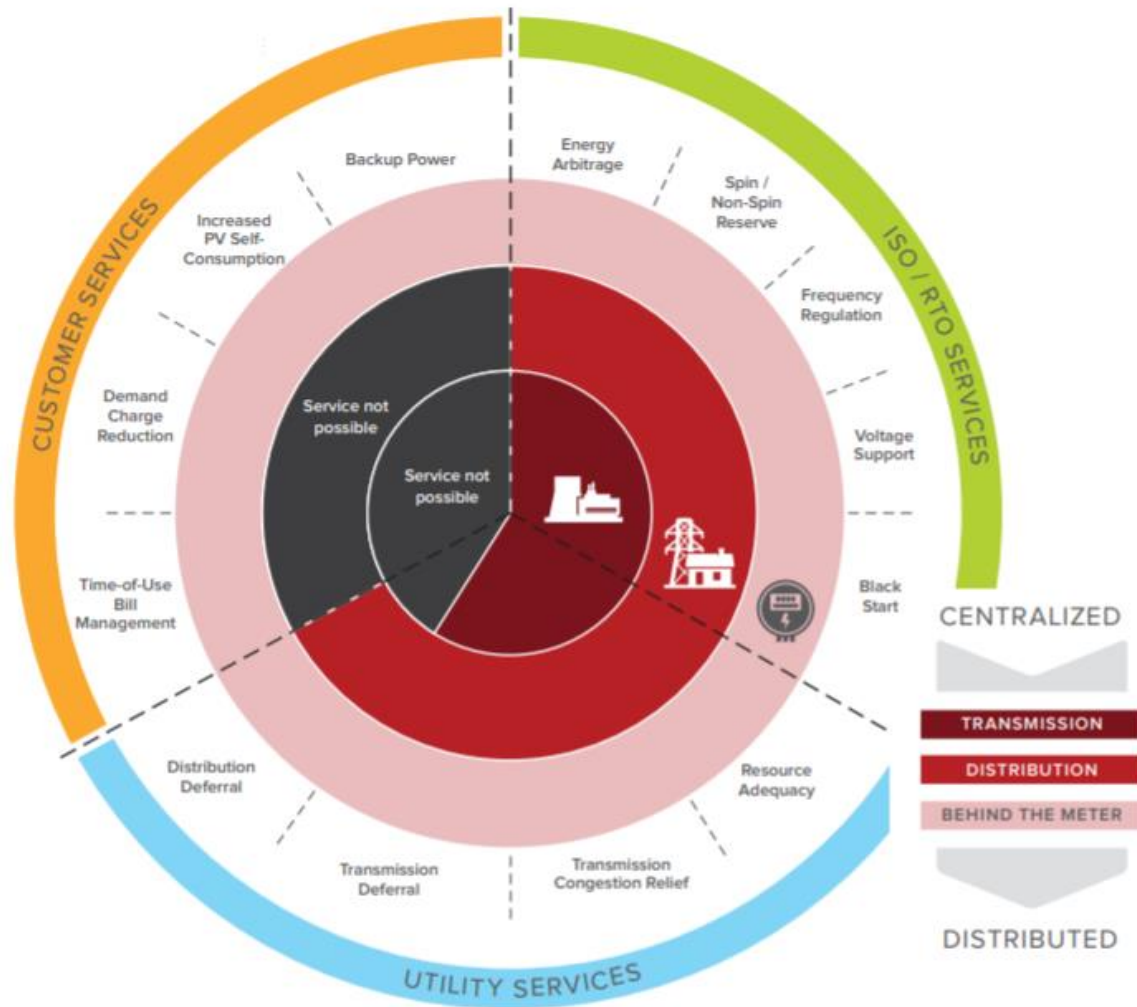 CUSTOMER SERVICES
ISO / RTO SERVICES
UTILITY SERVICES
Energy
Arbitrage
Spin /
Non-Spin
Reserve
Frequency
Regulation
Voltage
Support
Black
Start
Resource
Adequacy
Transmission
Congestion Relief
Transmission
Deferral
Distribution
Deferral
Time-of-Use
Bill
Management
Demand
Charge
Reduction
Increased
PV Self-
Consumption
Backup Power
Service not
possible
Service not
possible
CENTRALIZED
TRANSMISSION
DISTRIBUTION
BEHIND THE METER
DISTRIBUTED